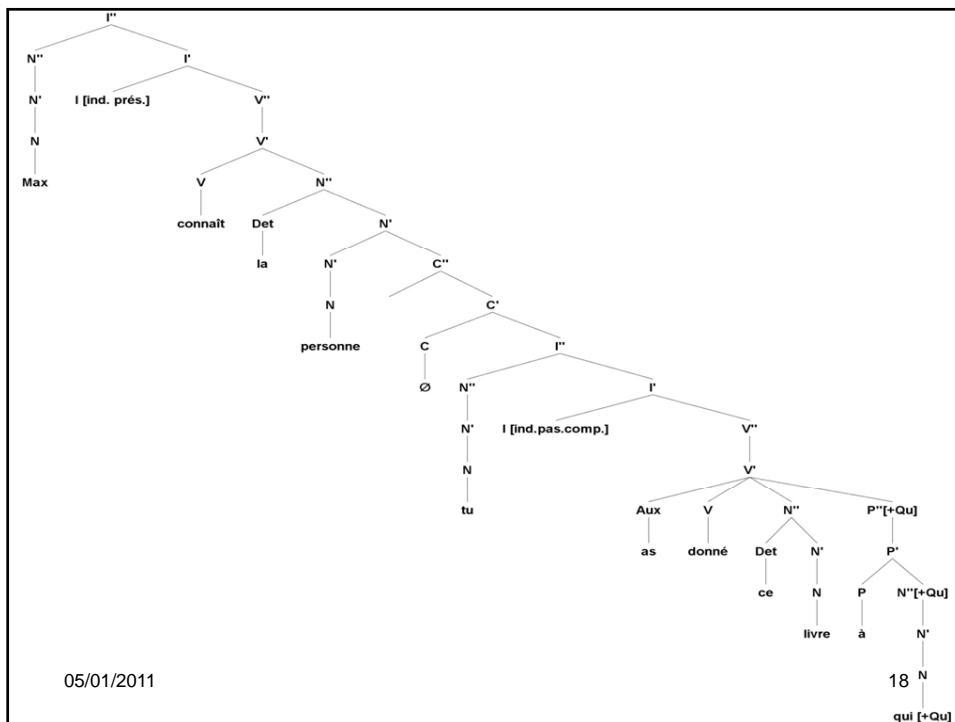 I''
N'' I'
N' I [ind. prés.] V''
N V'
Max V N''
connaît Det N'
la N' C''
N C'
personne C I''
Ø N'' I'
N' I [ind.pas.comp.] V''
N V'
tu Aux V N'' P''[+Qu]
as donné Det N' P'
ce N P N''[+Qu]
livre à N'
05/01/2011 18 N
qui [+Qu]